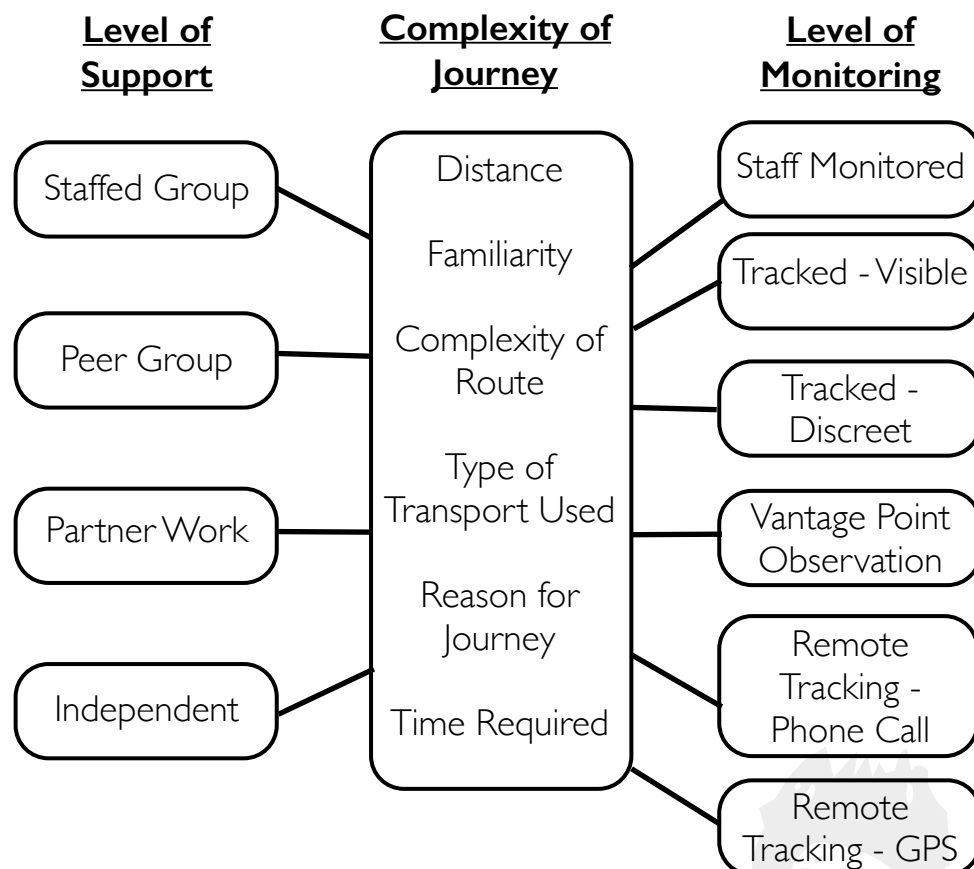 Level of
Support
Staffed Group
Peer Group
Partner Work
Independent
Complexity of
Journey
Distance
Familiarity
Complexity of
Route
Type of
Transport Used
Reason for
Journey
Time Required
Level of
Monitoring
Staff Monitored
Tracked - Visible
Tracked -
Discreet
Vantage Point
Observation
Remote
Tracking -
Phone Call
Remote
Tracking - GPS